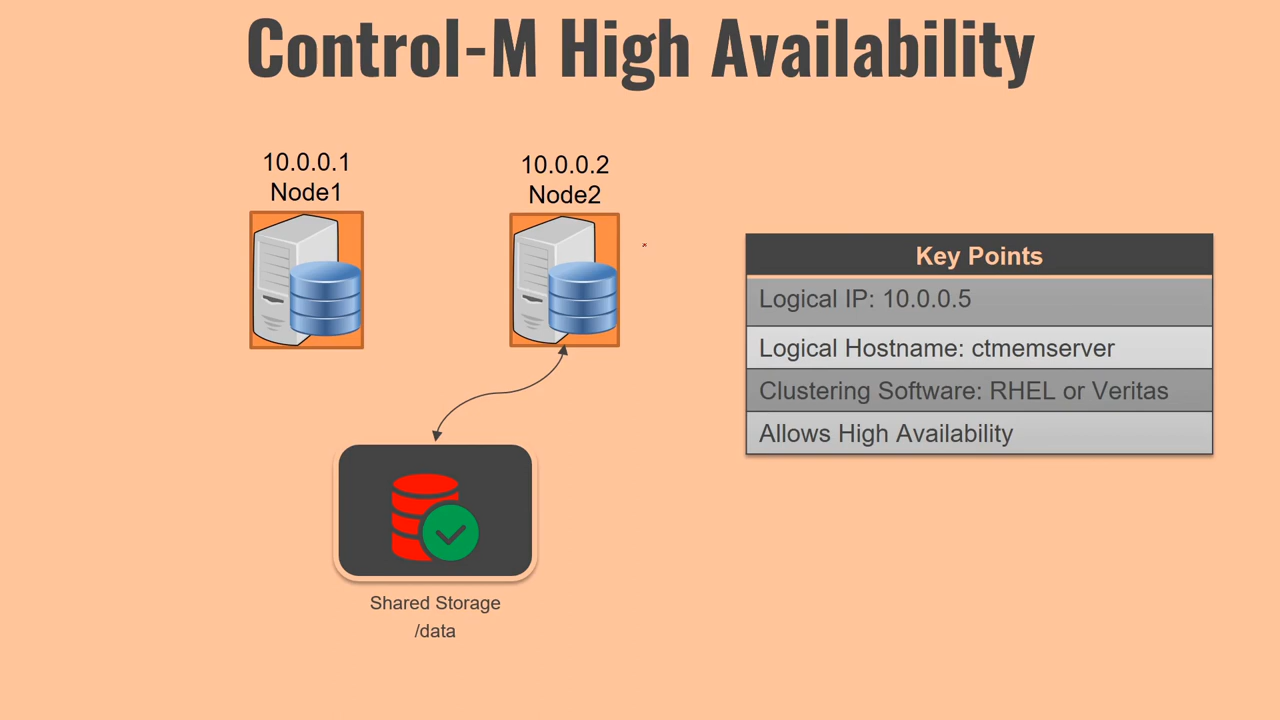 Control-M High Availability
10.0.0.1
Node1
10.0.0.2
Node2
Key Points
Logical IP: 10.0.0.5
Logical Hostname: ctmemserver
Clustering Software: RHEL or Veritas
Allows High Availability
Shared Storage
/data